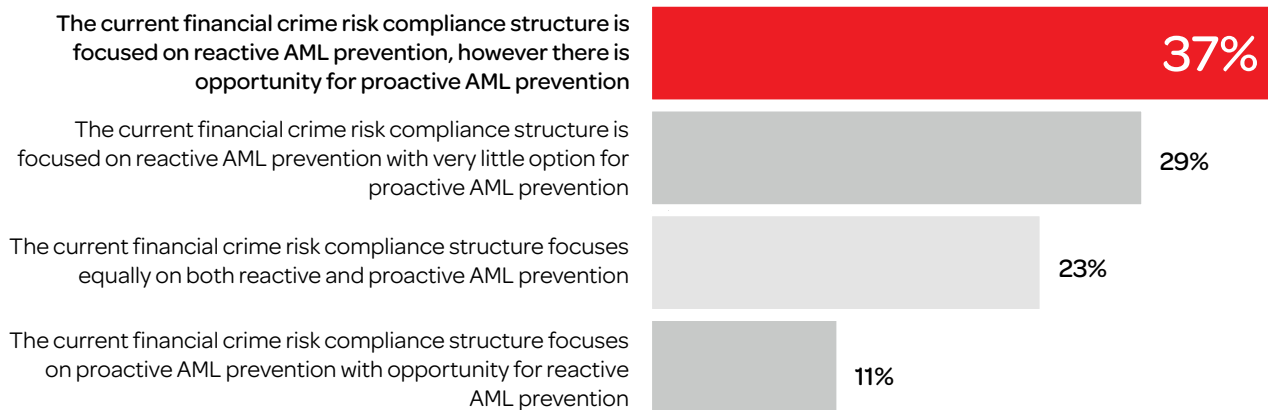 The current financial crime risk compliance structure is
focused on reactive AML prevention, however there is
opportunity for proactive AML prevention
37%
The current financial crime risk compliance structure is
focused on reactive AML prevention with very little option for
proactive AML prevention
29%
The current financial crime risk compliance structure focuses
equally on both reactive and proactive AML prevention
23%
The current financial crime risk compliance structure focuses
on proactive AML prevention with opportunity for reactive
AML prevention
11%